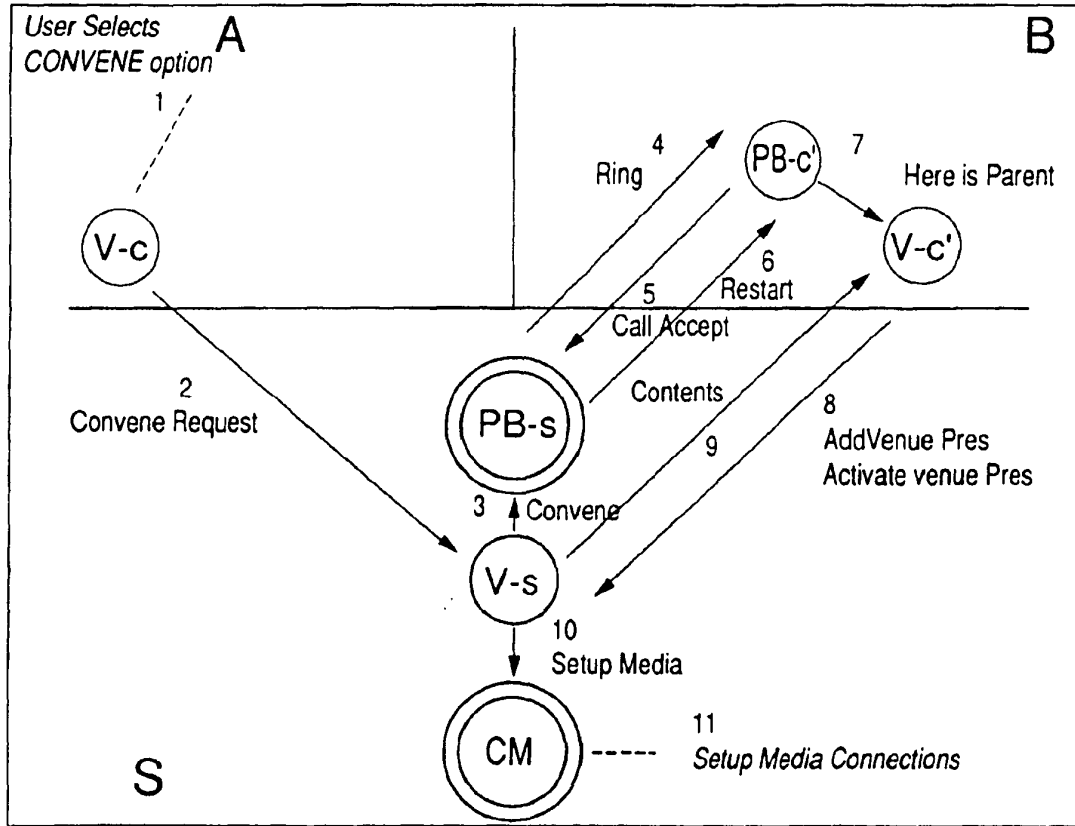 User Selects
CONVENE option
A
B
1
4
Ring
PB-c'
7
Here is Parent
V-c
V-c'
6
Restart
5
Call Accept
2
Convene Request
PB-s
Contents
8
AddVenue Pres
Activate venue Pres
9
3
Convene
V-s
10
Setup Media
CM
11
Setup Media Connections
S